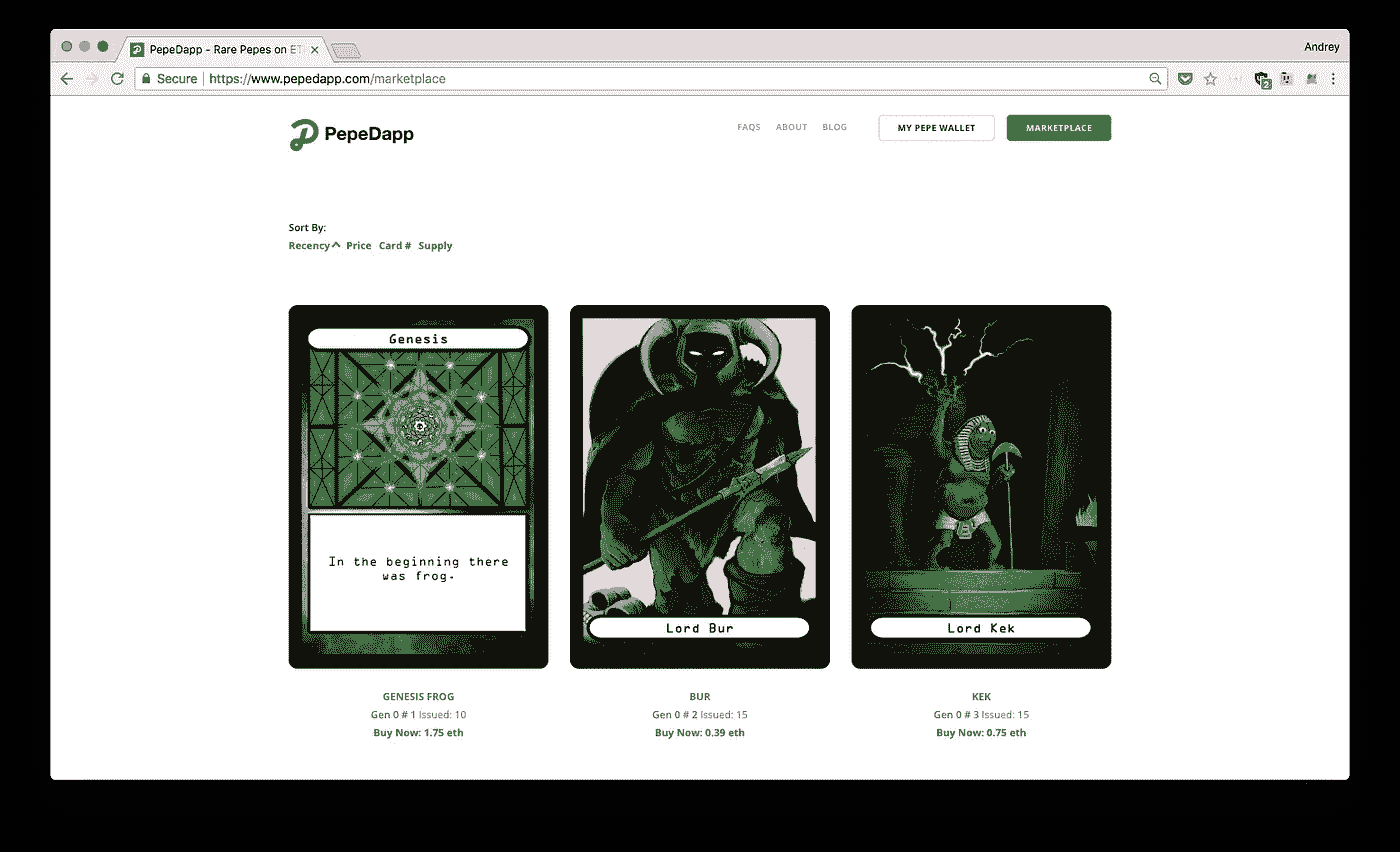 PepeDapp - Rare Pepes on ET
Andrey
Secure https://www.pepedapp.com/marketplace
2
PepeDapp
FAQS ABOUT BLOG MY PEPE WALLET MARKETPLACE
Sort By:
Recency Price Card # Supply
Genesis
In the beginning there
was frog.
Lord Bur
Lord Kek
GENESIS FROG
Gen 0 # 1 Issued: 10
Buy Now: 1.75 eth
BUR
Gen 0 # 2 Issued: 15
Buy Now: 0.39 eth
KEK
Gen 0 # 3 Issued: 15
Buy Now: 0.75 eth